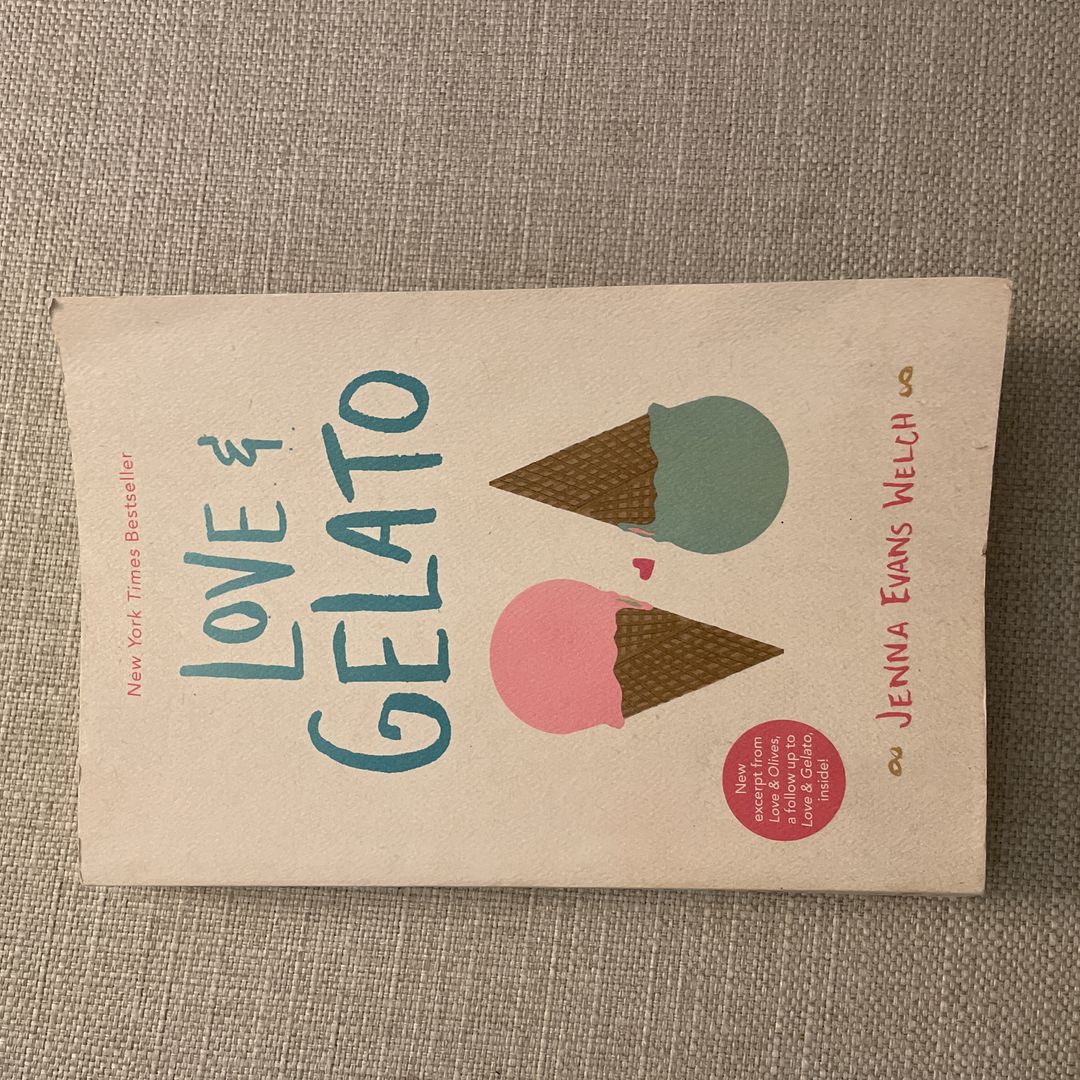 New York Times Bestseller
LOVE &
GELATO
New
excerpt from
Love & Olives,
a follow up to
Love & Gelato,
inside!
JENNA EVANS WELCH